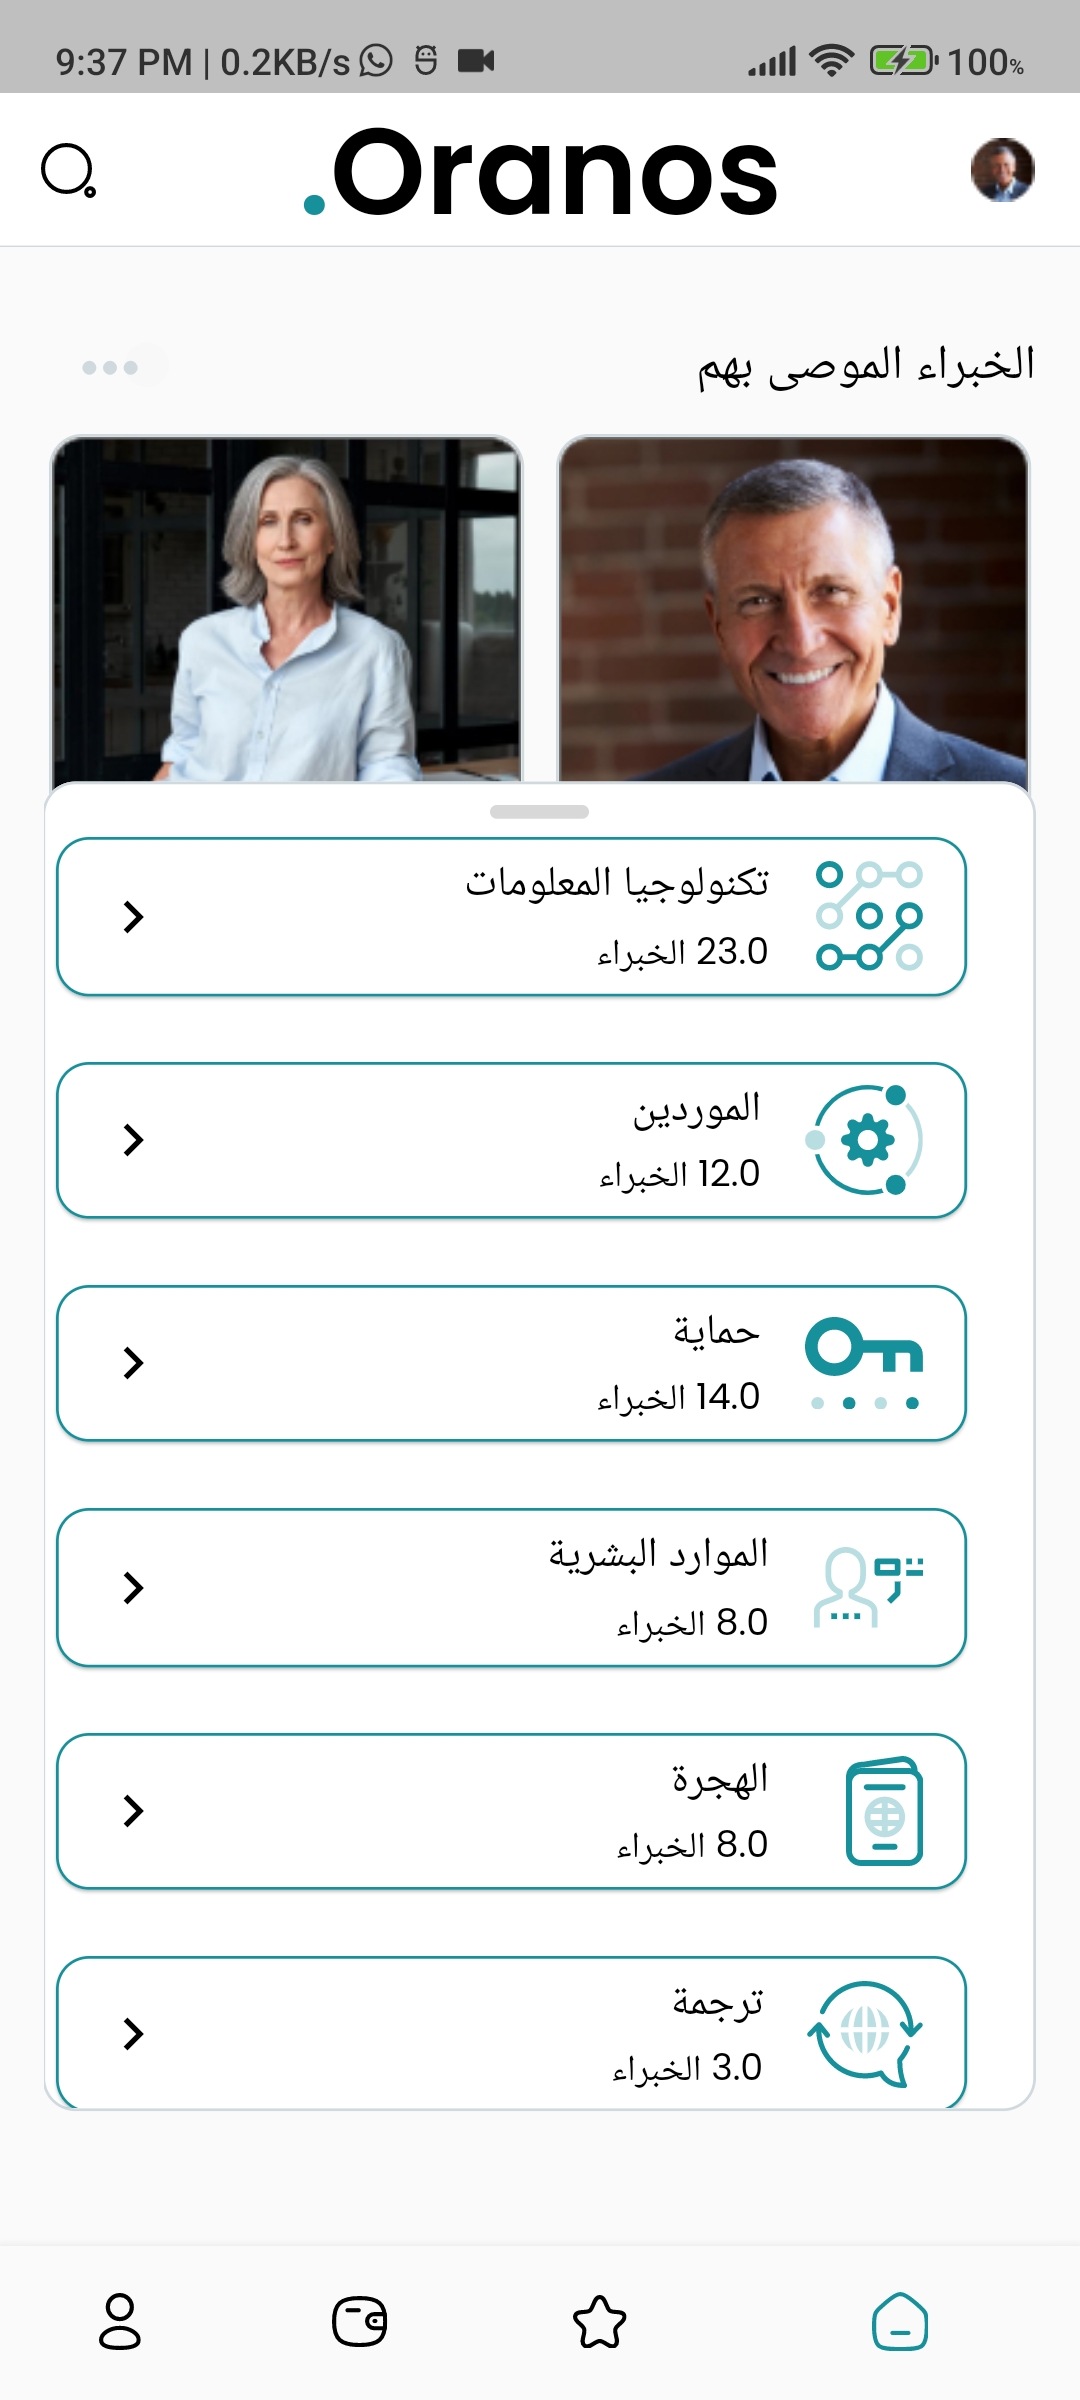 9:37 PM | 0.2KB/s
100%
.Oranos
الخبراء الموصى بهم
تكنولوجيا المعلومات
23.0 الخبراء
الموردين
12.0 الخبراء
حماية
14.0 الخبراء
الموارد البشرية
8.0 الخبراء
الهجرة
8.0 الخبراء
ترجمة
3.0 الخبراء